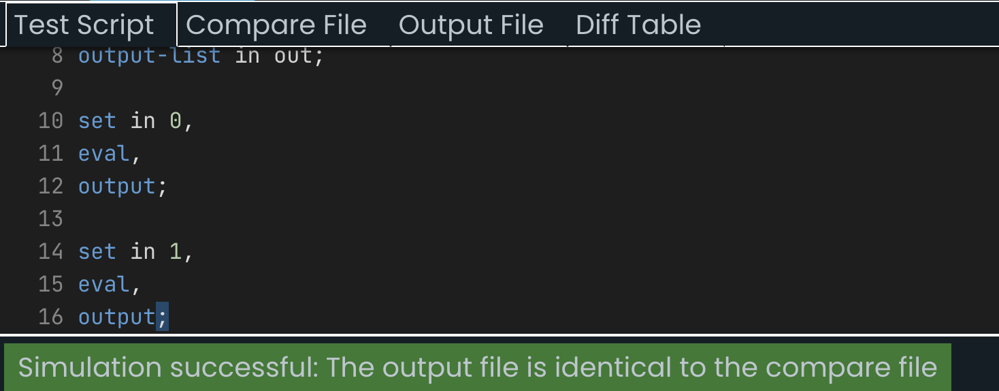 Test Script Compare File Output File Diff Table
8 output-list in out;
9
10 set in 0,
11 eval,
12 output;
13
14 set in 1,
15 eval,
16 output;
Simulation successful: The output file is identical to the compare file